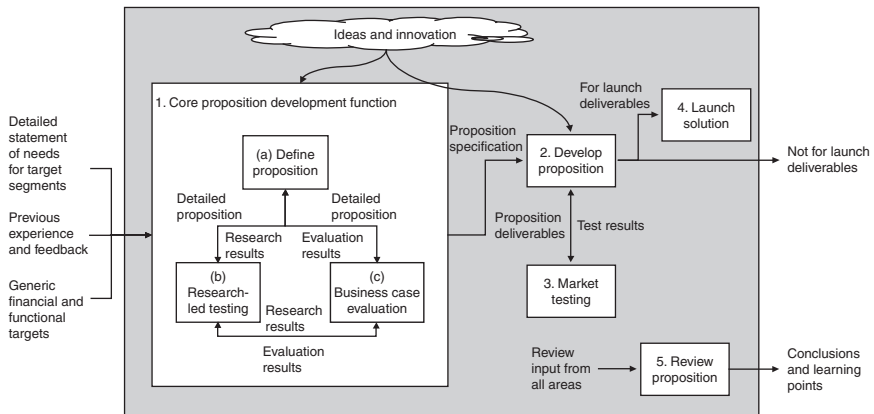 Ideas and innovation
1. Core proposition development function
For launch
deliverables
4. Launch
solution
Detailed
statement
of needs
for target
segments
(a) Define
proposition
Proposition
specification
2. Develop
proposition
Not for launch
deliverables
Detailed
proposition
Detailed
proposition
Previous
experience
and feedback
Research
results
Evaluation
results
Proposition
deliverables
Test results
(b)
Research-
led testing
(c)
Business case
evaluation
3. Market
testing
Generic
financial and
functional
targets
Research
results
Evaluation
results
Review
input from
all areas
5. Review
proposition
Conclusions
and learning
points